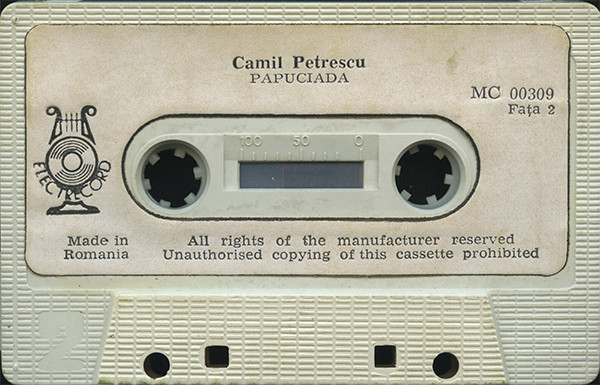 Camil Petrescu
PAPUCIADA
MC 00309
Fața 2
ELECTRECORD
100 50 0
Made in
Romania
All rights of the manufacturer reserved
Unauthorised copying of this cassette prohibited
2